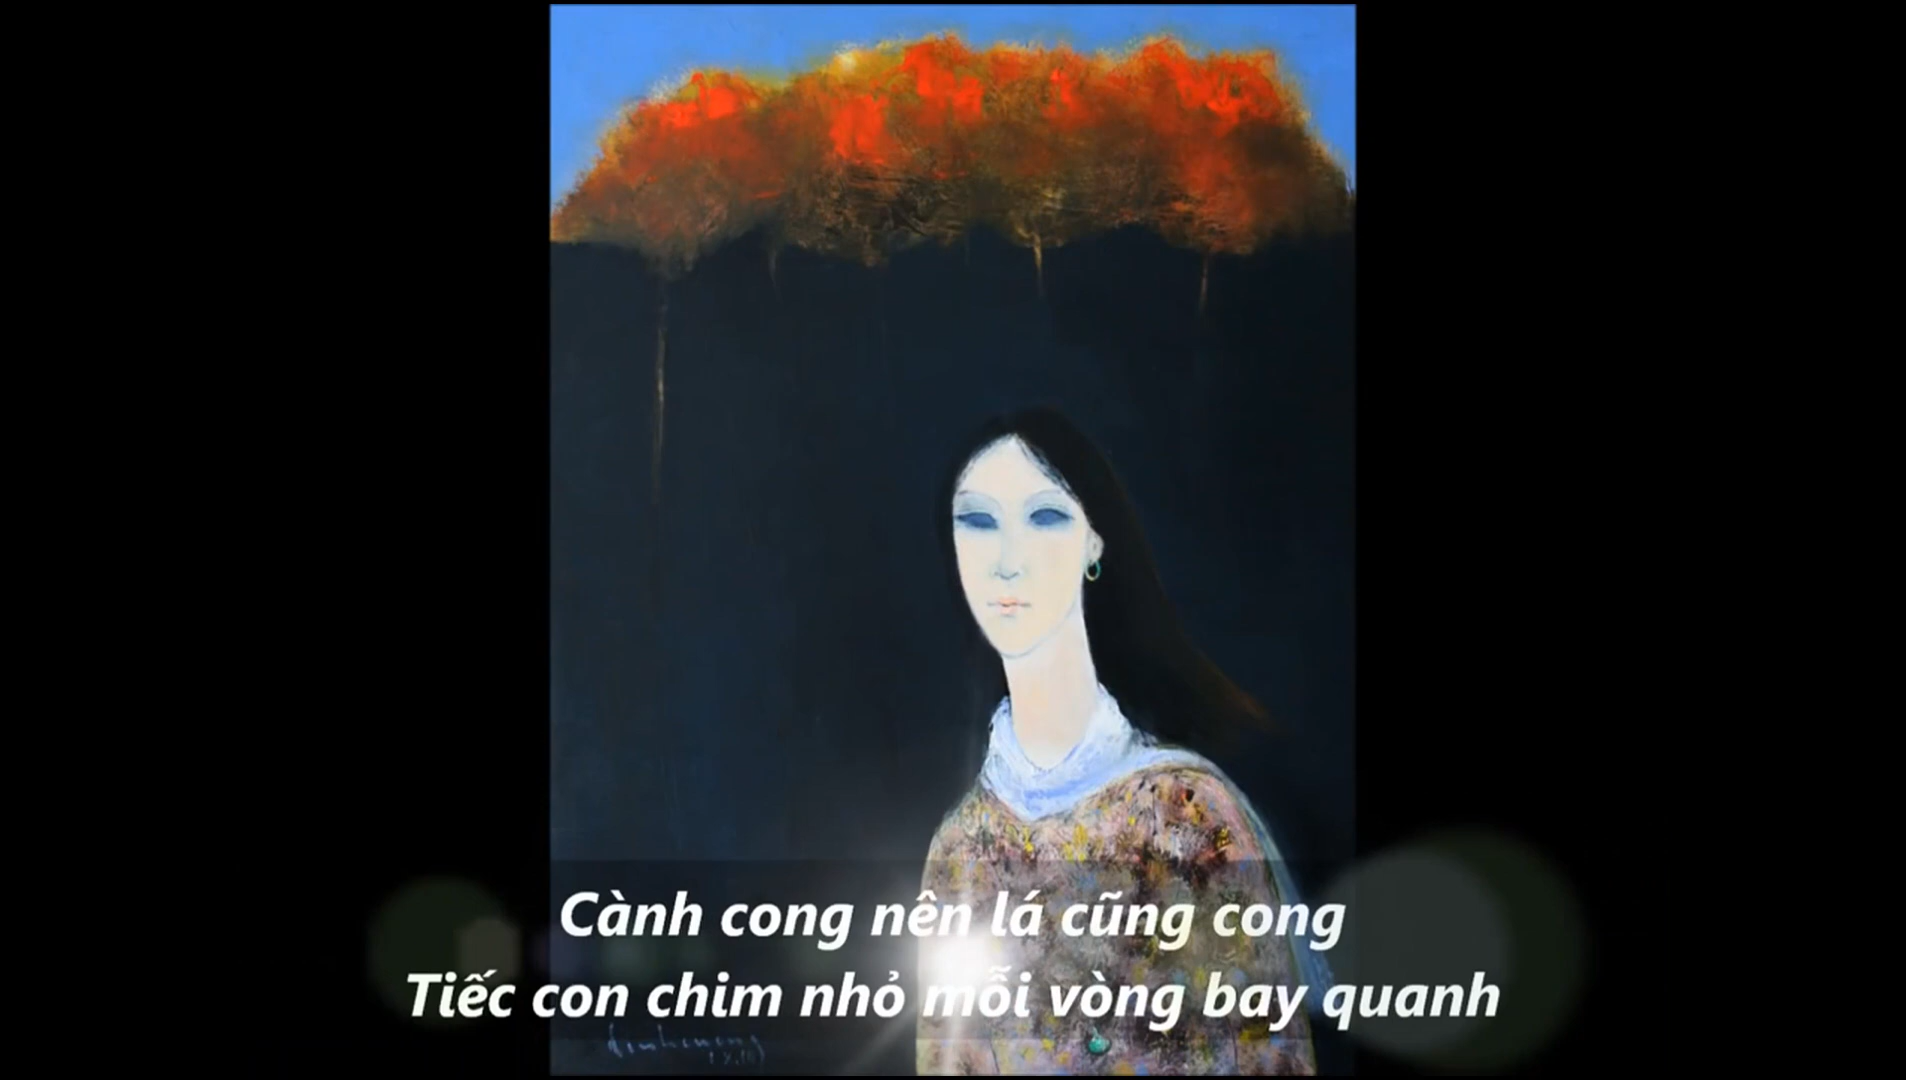 Cành cong nên lá cũng cong
Tiếc con chim nhỏ mỗi vòng bay quanh